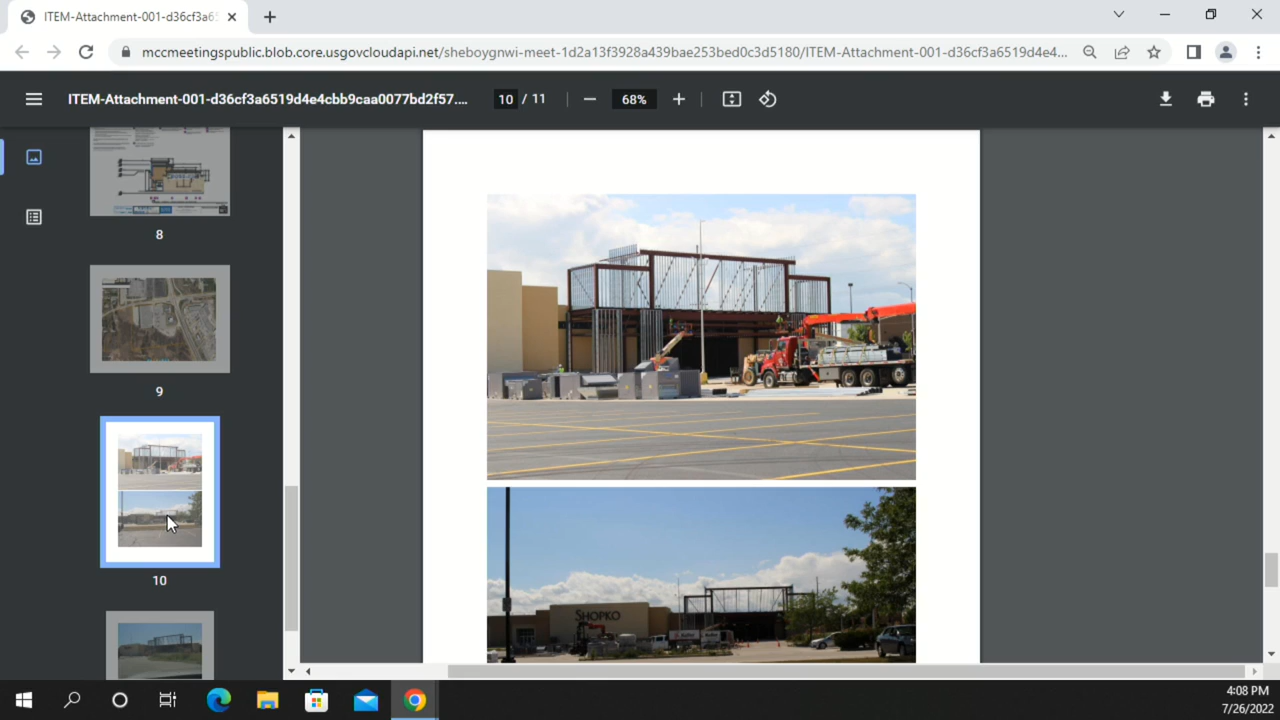 ITEM-Attachment-001-d36cf3a65
mccmeetingspublic.blob.core.usgovcloudapi.net/sheboygnwi-meet-1d2a13f3928a439bae253bed0c3d5180/ITEM-Attachment-001-d36cf3a6519d4e4...
ITEM-Attachment-001-d36cf3a6519d4e4cbb9caa0077bd2f57....
10 / 11
68%
8
9
10
SHOPKO
4:08 PM
7/26/2022